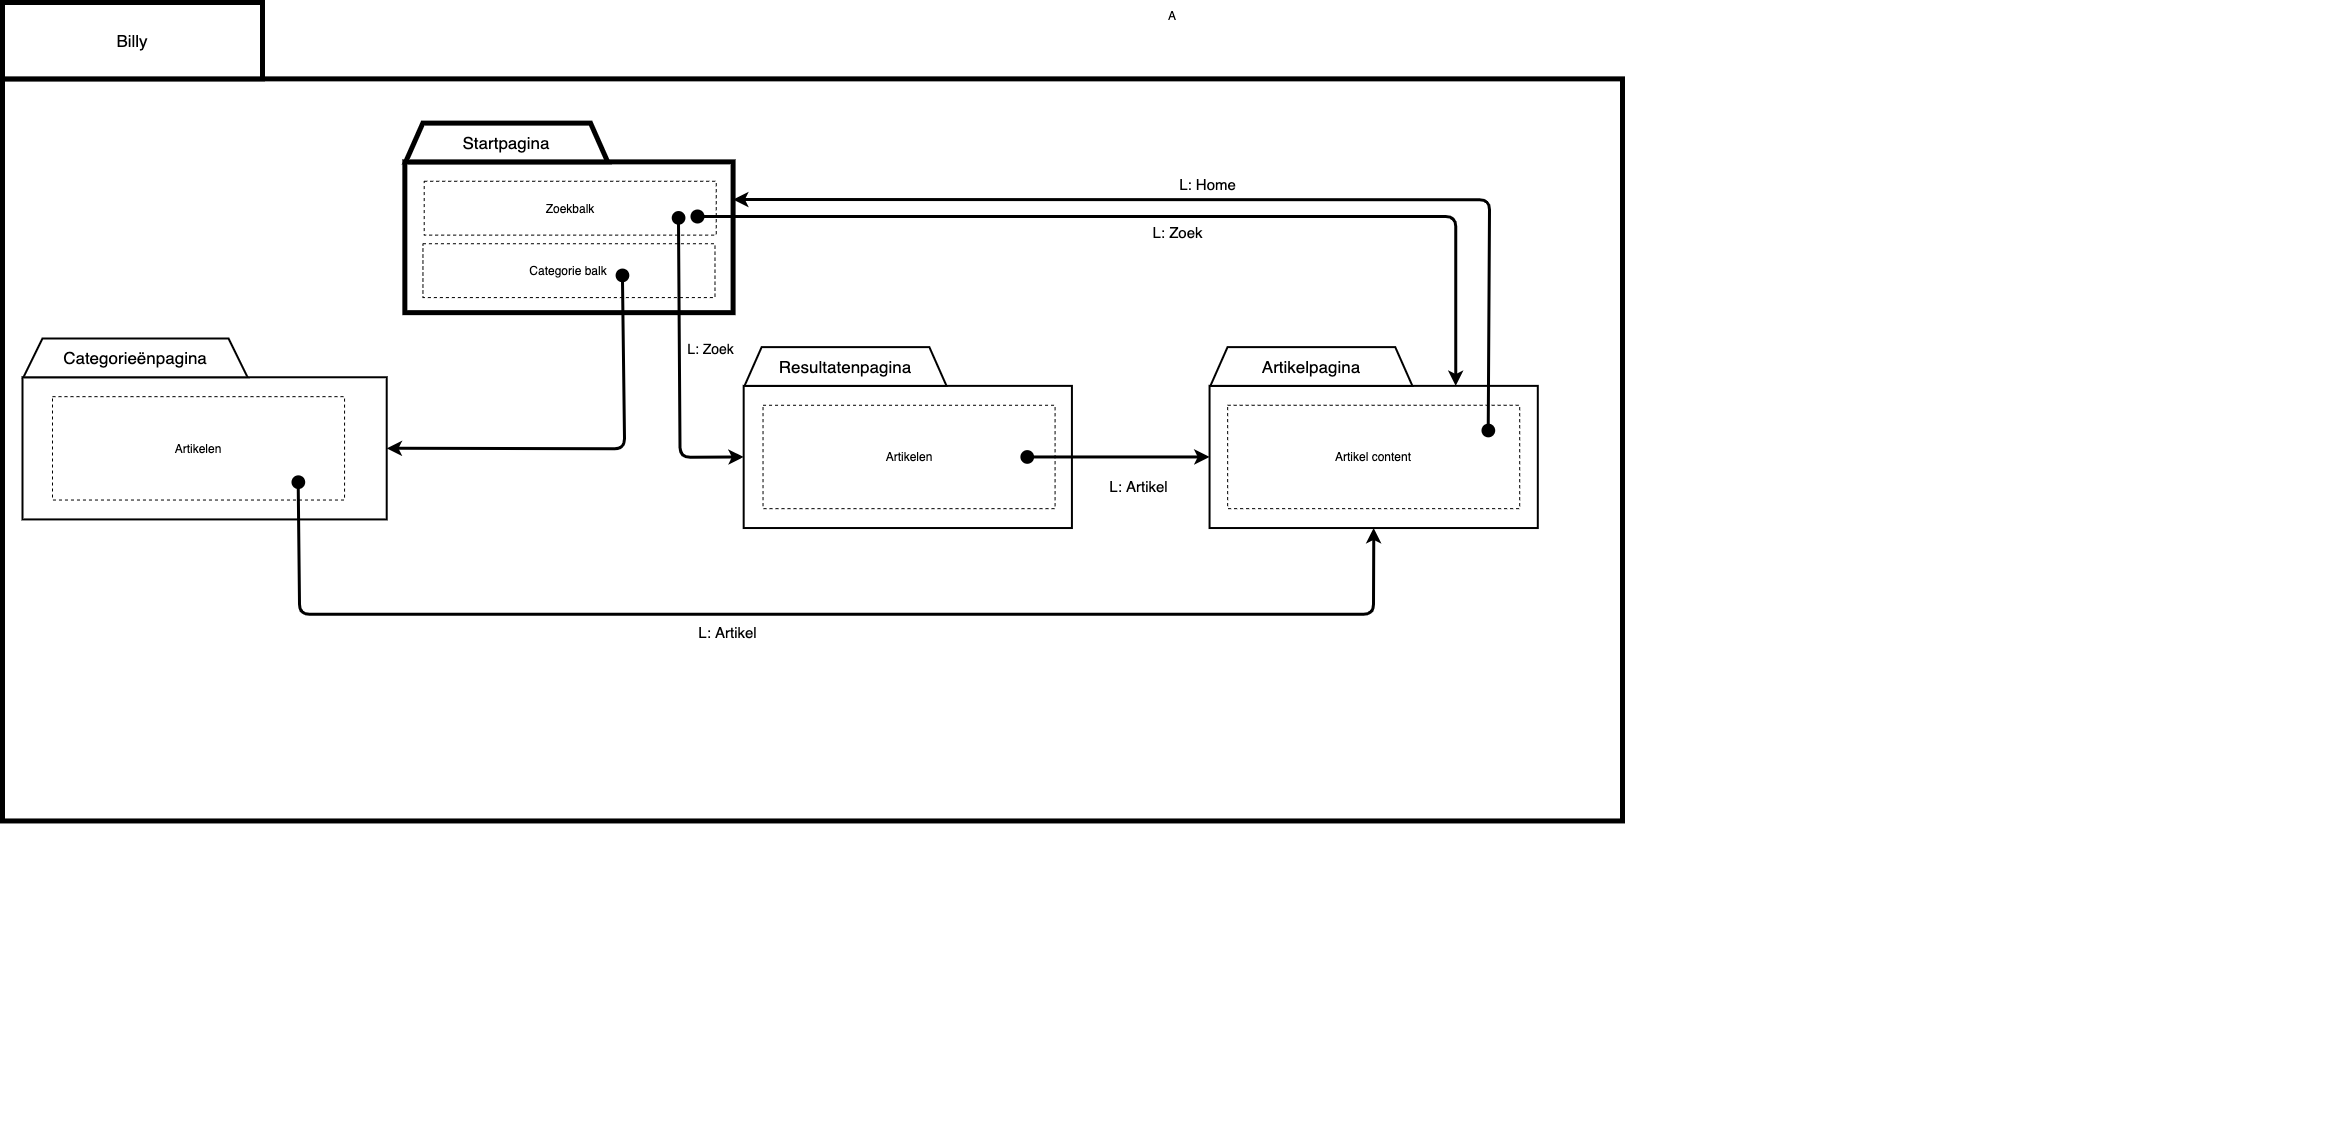 A
Billy
Startpagina
L: Home
Zoekbalk
L: Zoek
Categorie balk
L: Zoek
Categorieënpagina
Resultatenpagina
Artikelpagina
Artikelen
Artikelen
Artikel content
L: Artikel
L: Artikel